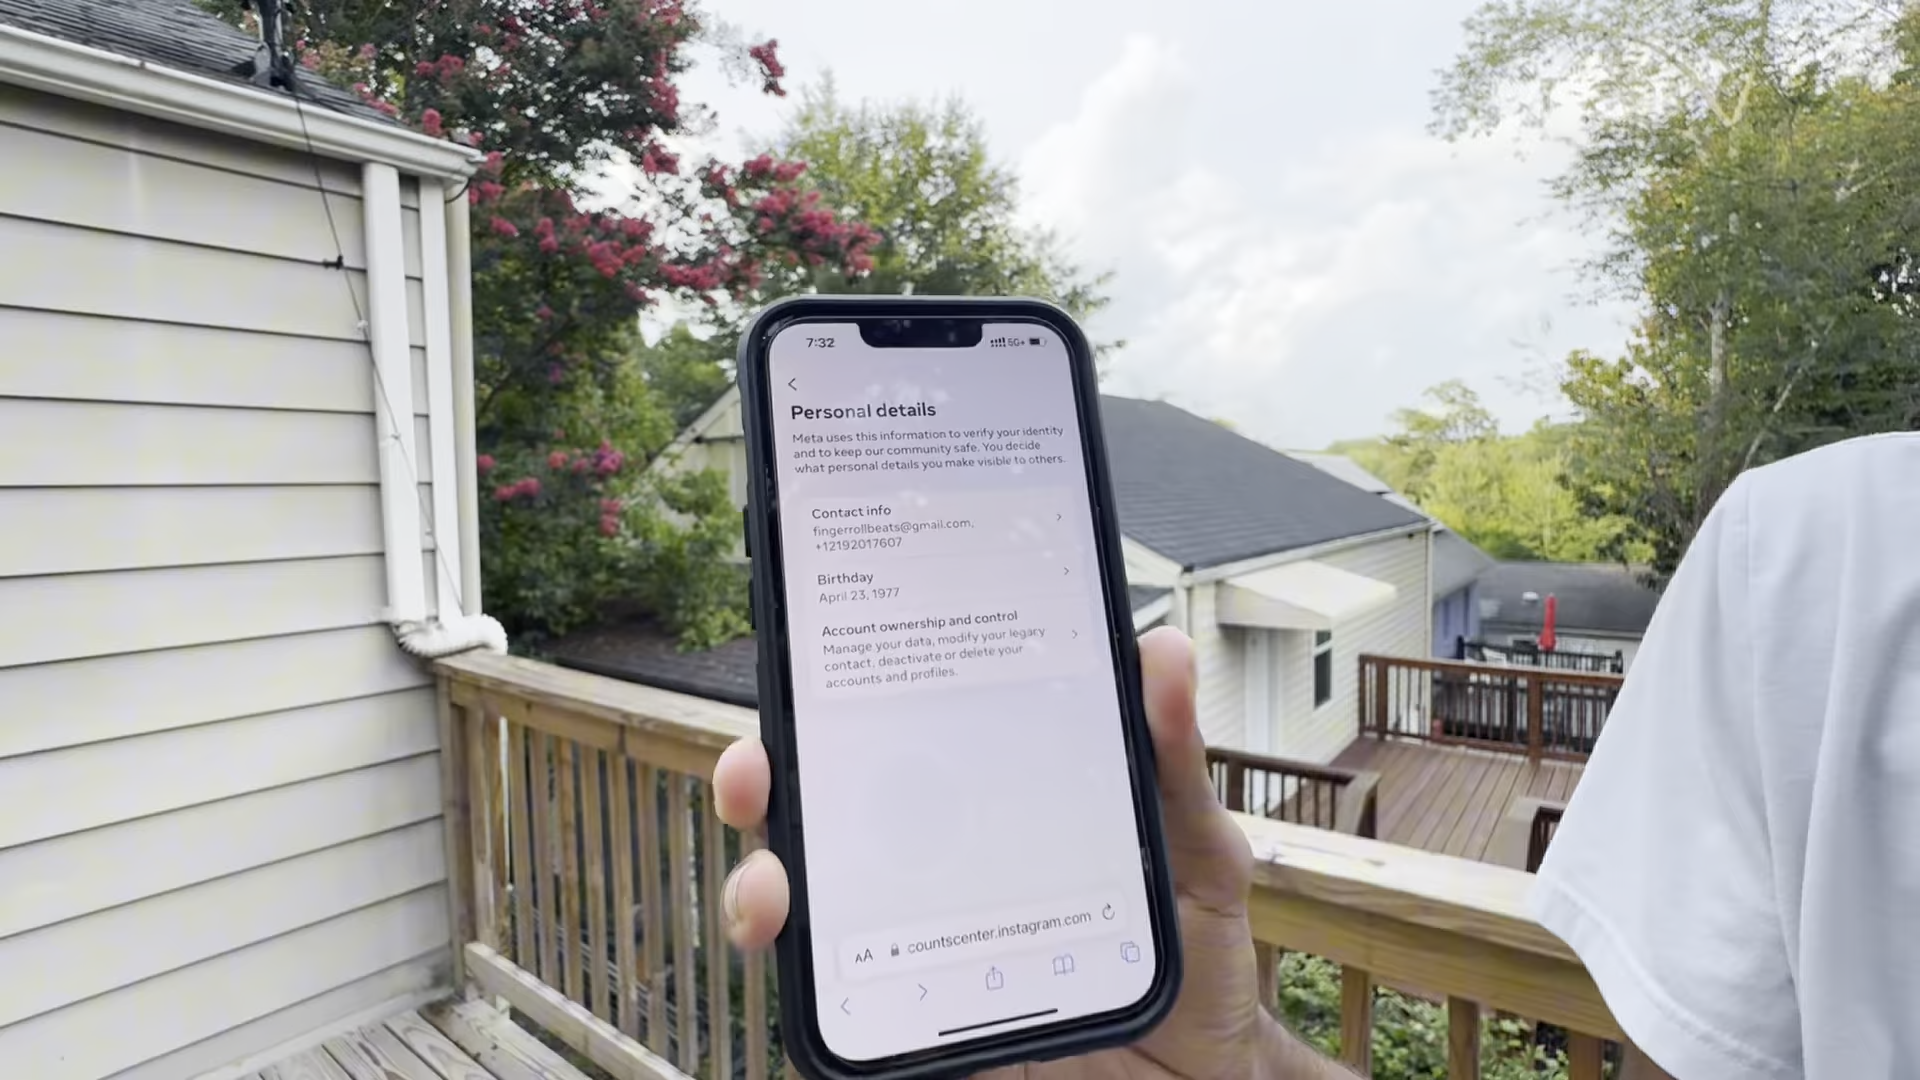 7:32
5G+
Personal details
Meta uses this information to verify your identity
and to keep our community safe. You decide
what personal details you make visible to others.
Contact info
fingerrollbeats@gmail.com,
+12192017607
Birthday
April 23, 1977
Account ownership and control
Manage your data, modify your legacy
contact, deactivate or delete your
accounts and profiles.
AA countscenter.instagram.com